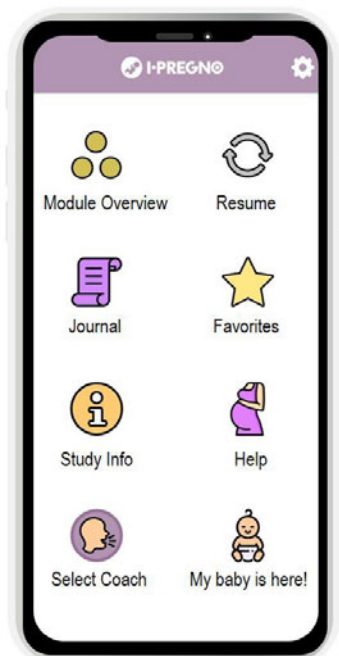 I-PREGNO
Module Overview Resume
Journal Favorites
Study Info Help
Select Coach My baby is here!